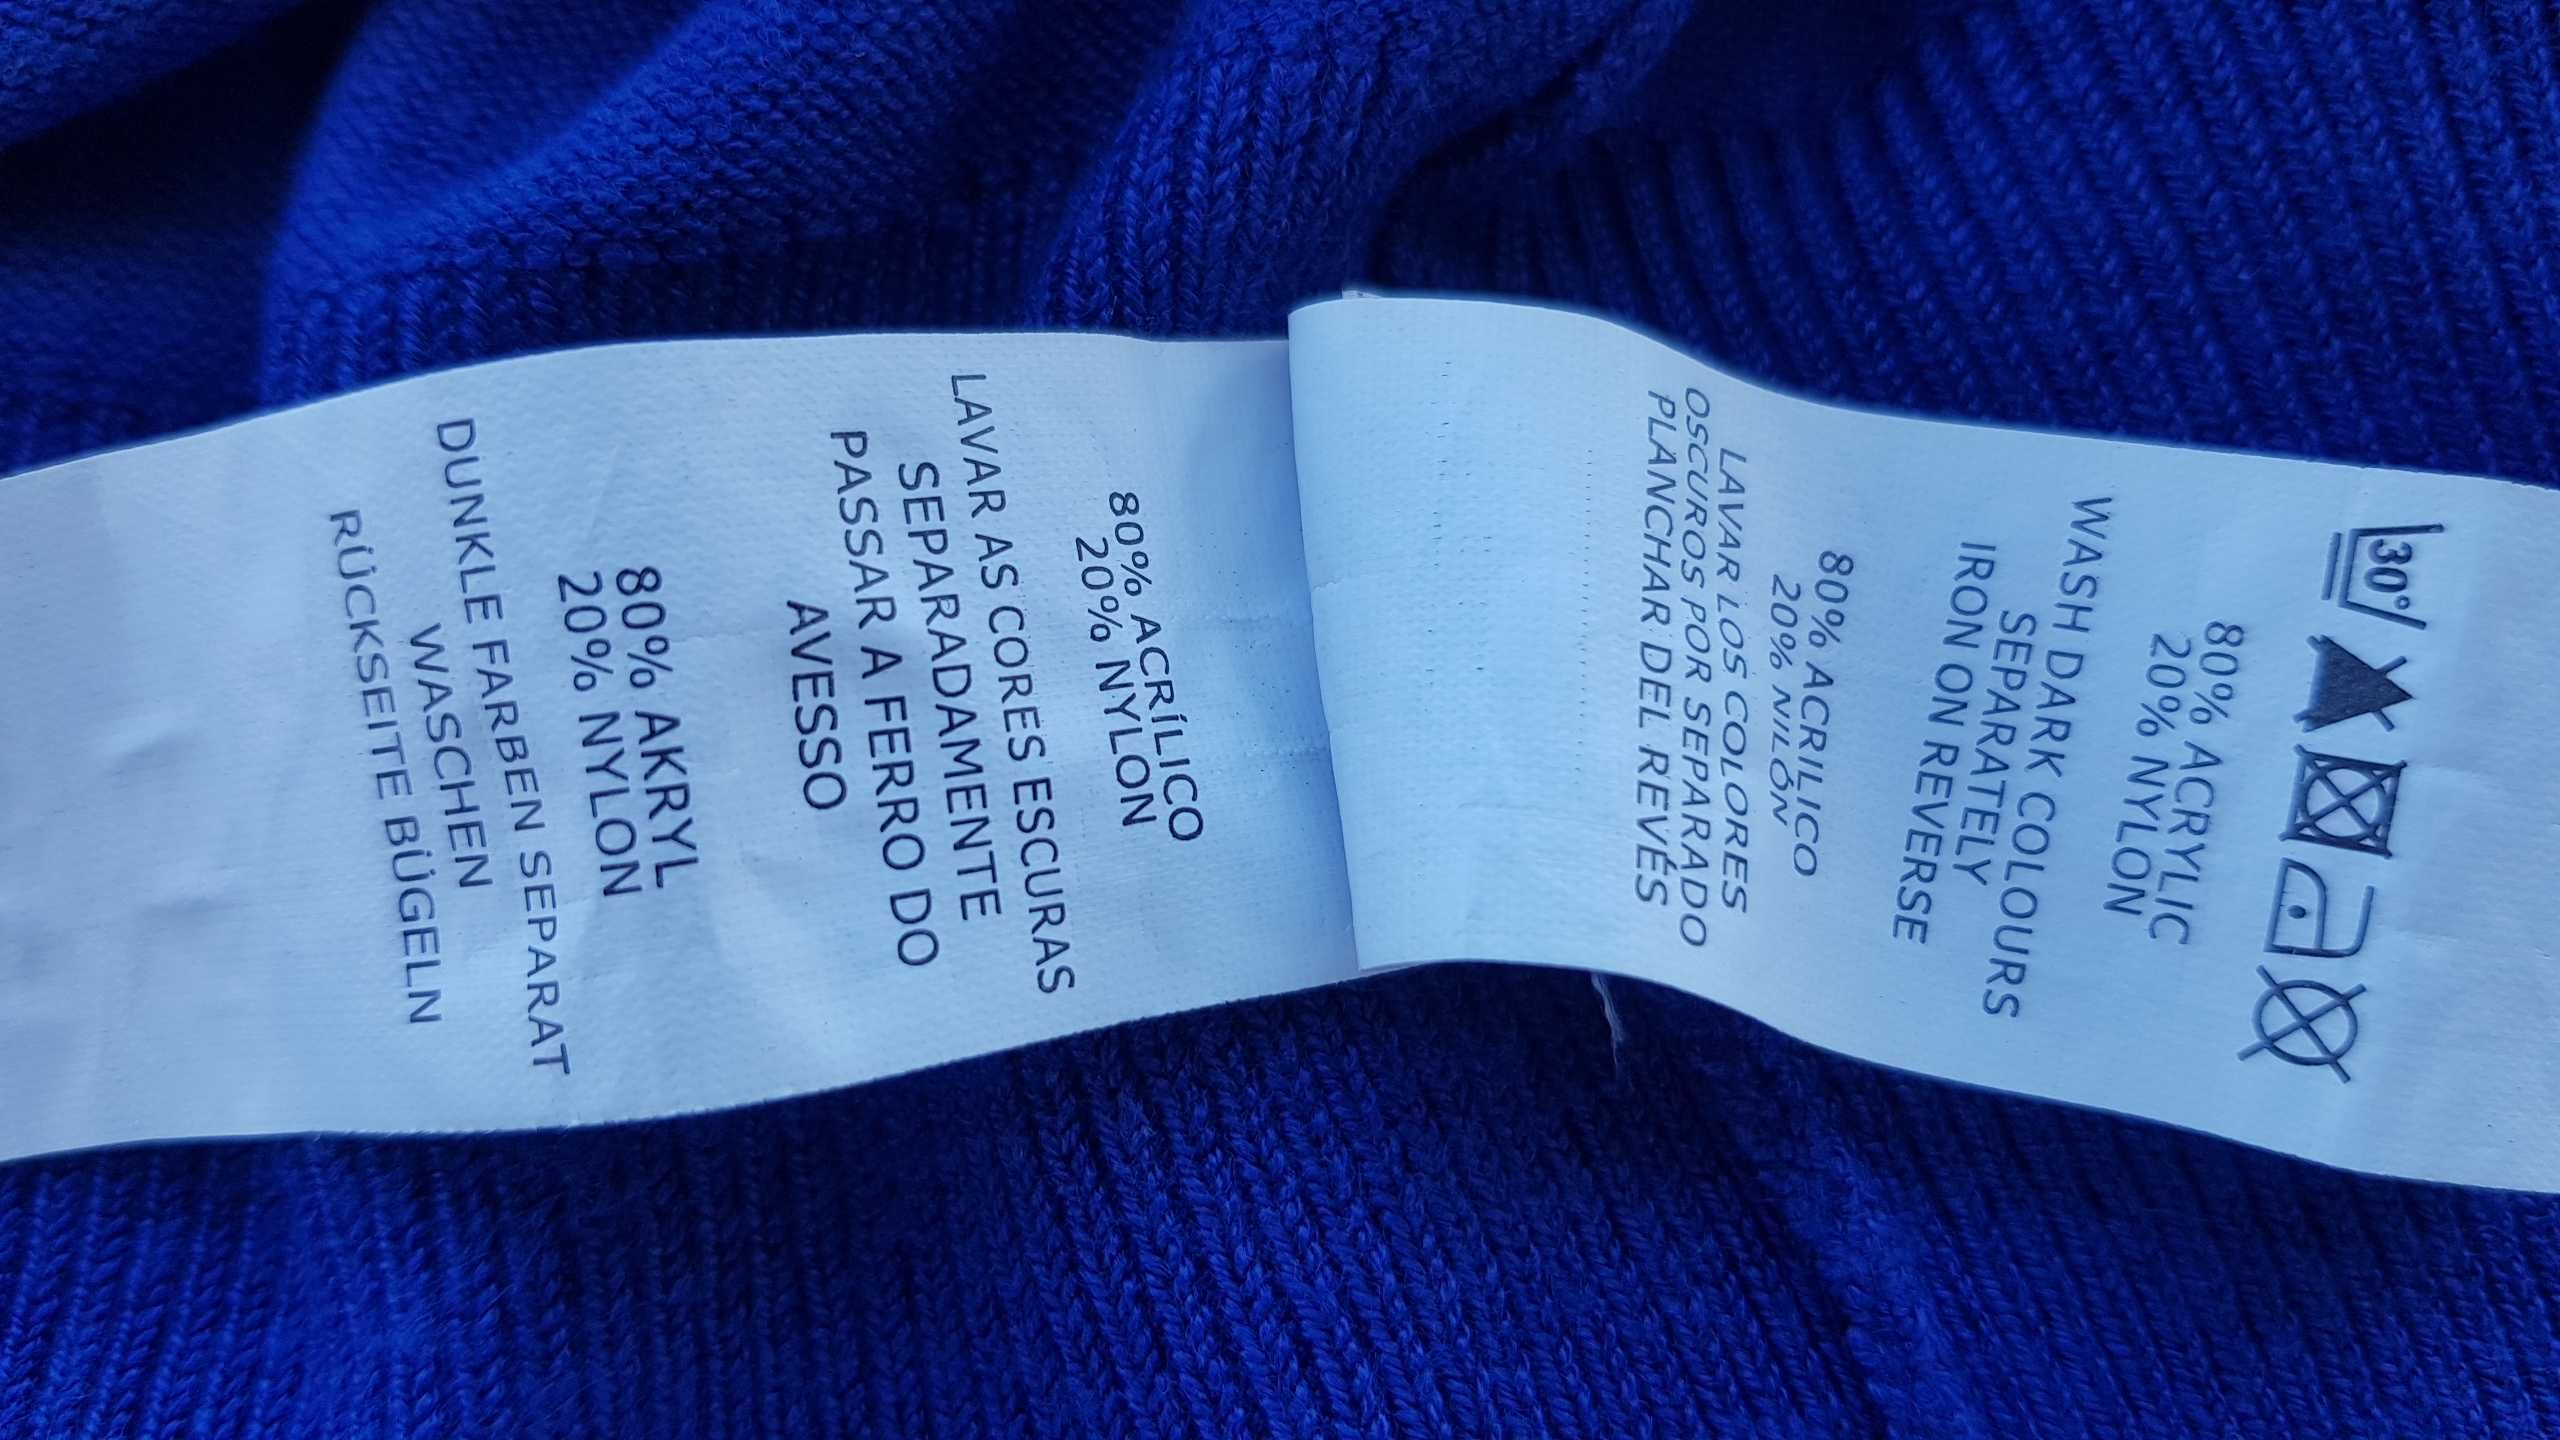 30°
80% ACRYLIC
20% NYLON
WASH DARK COLOURS
SEPARATELY
IRON ON REVERSE
80% ACRILICO
20% NILÓN
LAVAR LOS COLORES
OSCUROS POR SEPARADO
PLANCHAR DEL REVÉS
80% ACRÍLICO
20% NYLON
LAVAR AS CORES ESCURAS
SEPARADAMENTE
PASSAR A FERRO DO
AVESSO
80% AKRYL
20% NYLON
DUNKLE FARBEN SEPARAT
WASCHEN
RÜCKSEITE BÜGELN